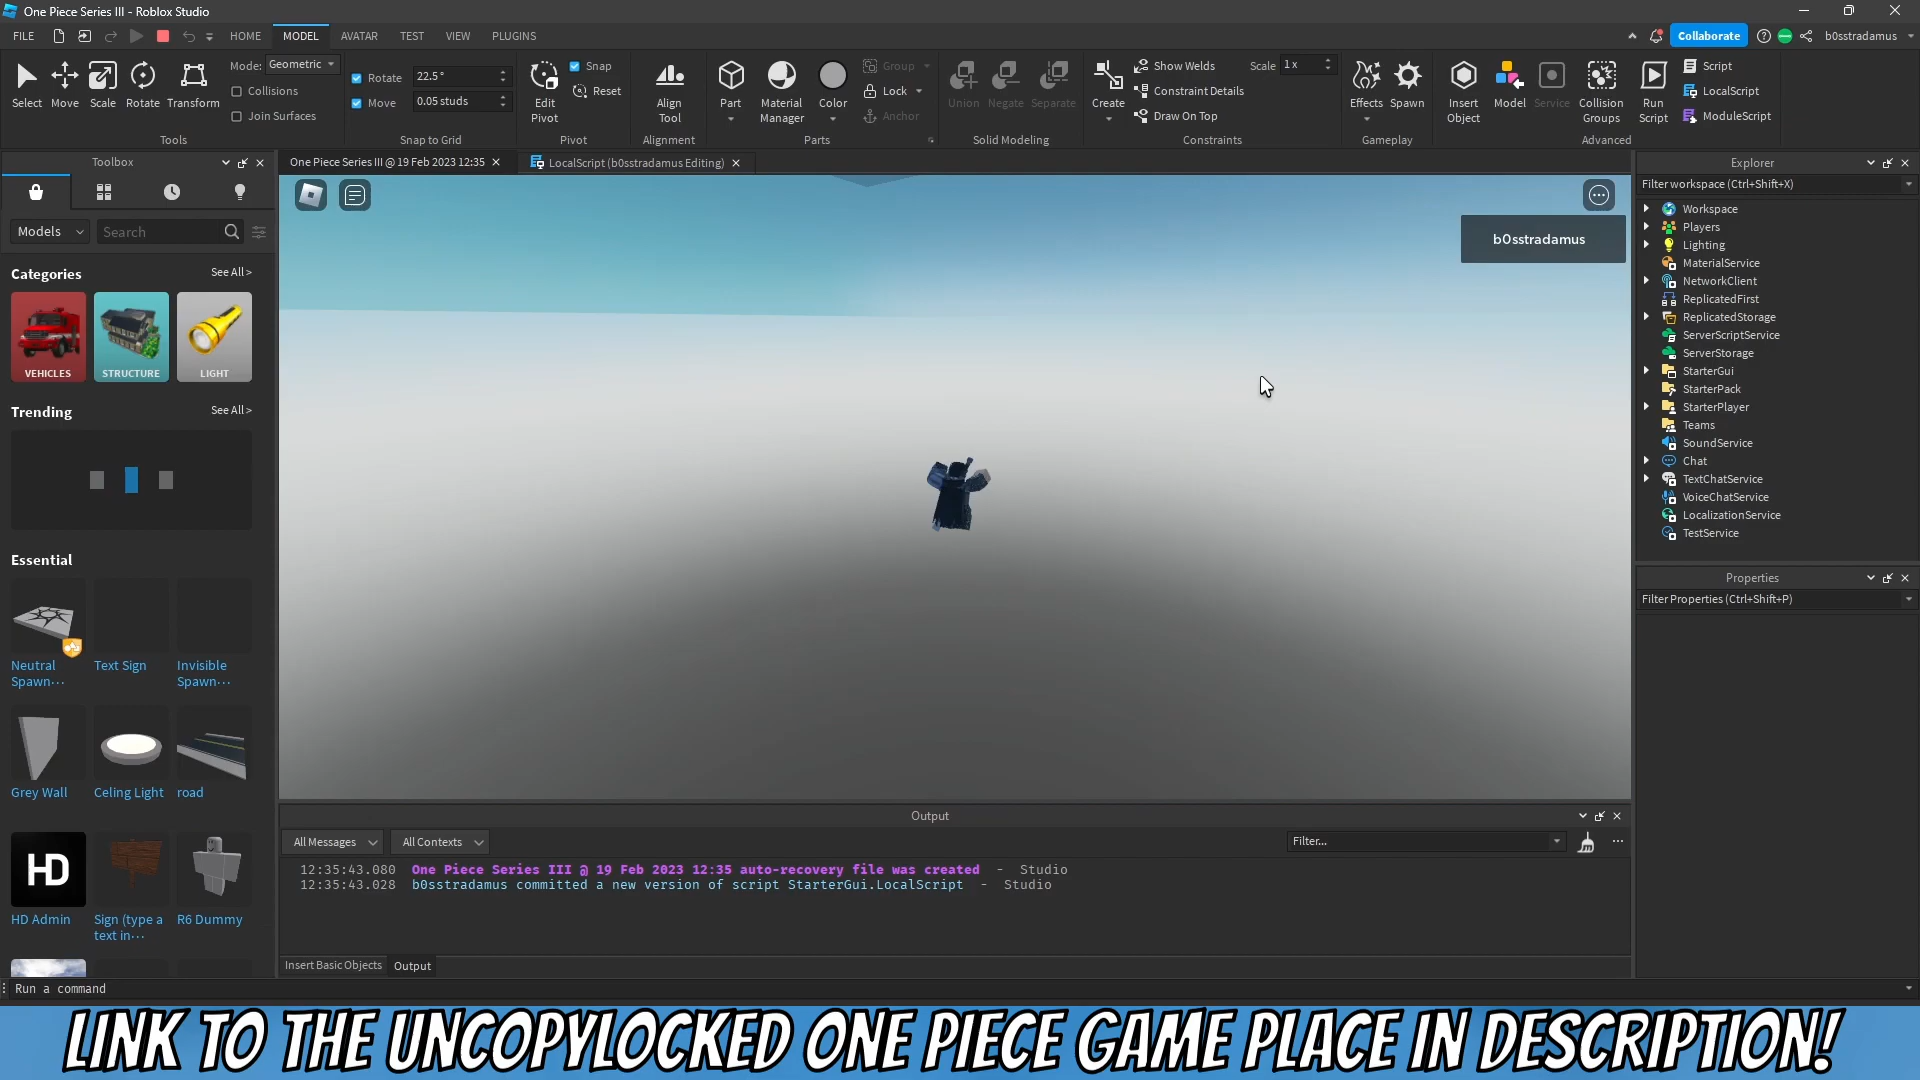 One Piece Series III - Roblox Studio
FILE HOME MODEL AVATAR TEST VIEW PLUGINS Collaborate b0sstradamus
Select Move Scale Rotate Transform
Mode: Geometric
Collisions
Join Surfaces
Tools
Rotate 22.5°
Move 0.05 studs
Snap to Grid
Edit Pivot
Snap
Reset
Pivot
Align Tool
Alignment
Part
Material Manager
Color
Group
Lock
Anchor
Parts
Union Negate Separate
Solid Modeling
Create
Show Welds
Constraint Details
Draw On Top
Scale 1 x
Constraints
Effects Spawn
Gameplay
Insert Object
Model
Service
Collision Groups
Run Script
Script
LocalScript
ModuleScript
Advanced
Toolbox
Models Search
Categories See All >
VEHICLES STRUCTURE LIGHT
Trending See All >
Essential
Neutral Spawn...
Text Sign
Invisible Spawn...
Grey Wall Celing Light road
HD
HD Admin
Sign (type a text in...
R6 Dummy
One Piece Series III @ 19 Feb 2023 12:35 LocalScript (b0sstradamus Editing)
b0sstradamus
Output
All Messages All Contexts Filter...
12:35:43.080 One Piece Series III @ 19 Feb 2023 12:35 auto-recovery file was created - Studio
12:35:43.028 b0sstradamus committed a new version of script StarterGui.LocalScript - Studio
Insert Basic Objects Output
Explorer
Filter workspace (Ctrl+Shift+X)
Workspace
Players
Lighting
MaterialService
NetworkClient
ReplicatedFirst
ReplicatedStorage
ServerScriptService
ServerStorage
StarterGui
StarterPack
StarterPlayer
Teams
SoundService
Chat
TextChatService
VoiceChatService
LocalizationService
TestService
Properties
Filter Properties (Ctrl+Shift+P)
Run a command
LINK TO THE UNCOPYLOCKED ONE PIECE GAME PLACE IN DESCRIPTION!